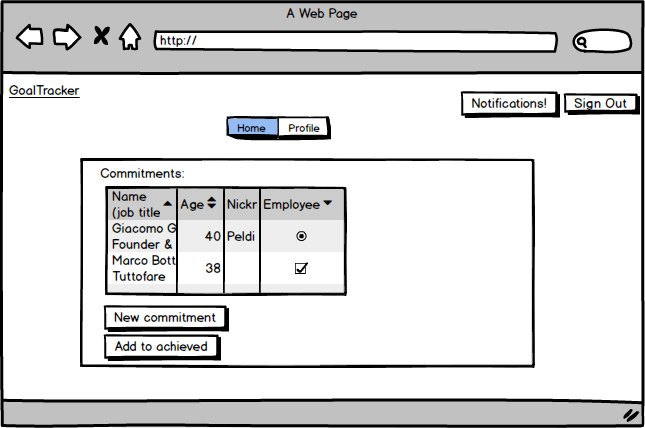 A Web Page
http://
GoalTracker
Notifications!
Sign Out
Home
Profile
Commitments:
Name
(job title
Age
Nickr
Employee
Giacomo G
Founder &
40
Peldi
Marco Bott
Tuttofare
38
New commitment
Add to achieved